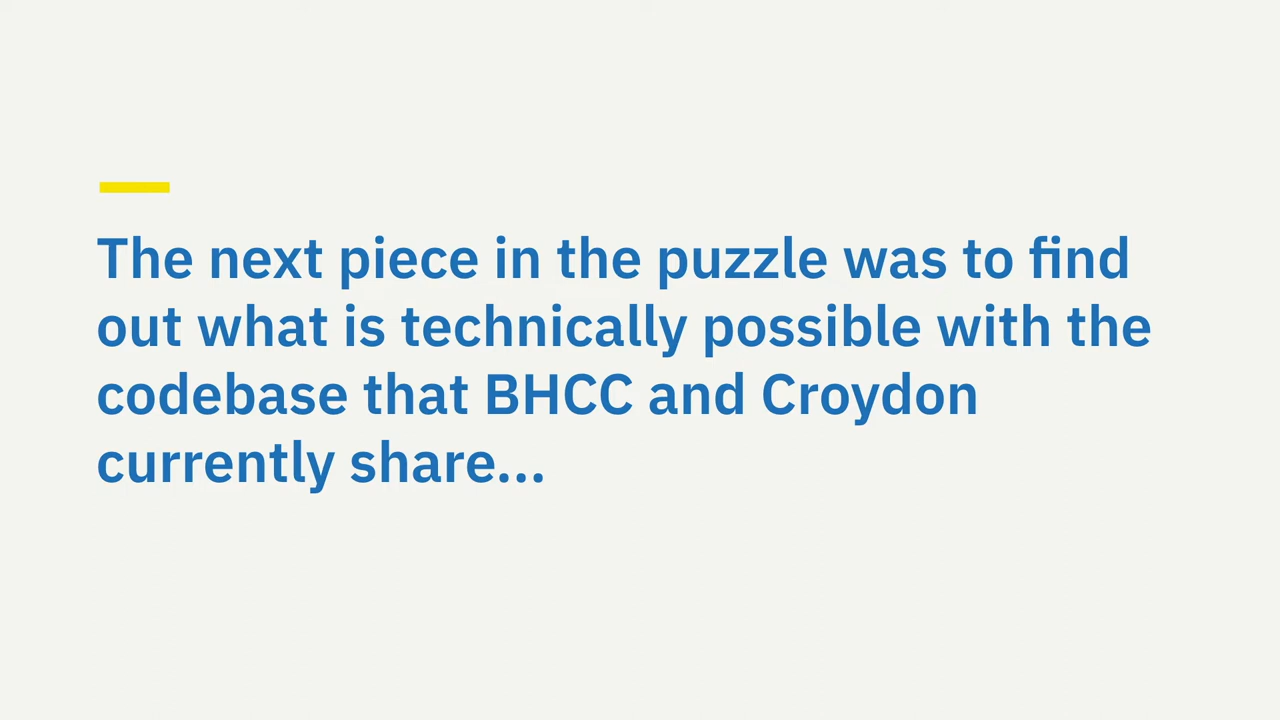 The next piece in the puzzle was to find
out what is technically possible with the
codebase that BHCC and Croydon
currently share...